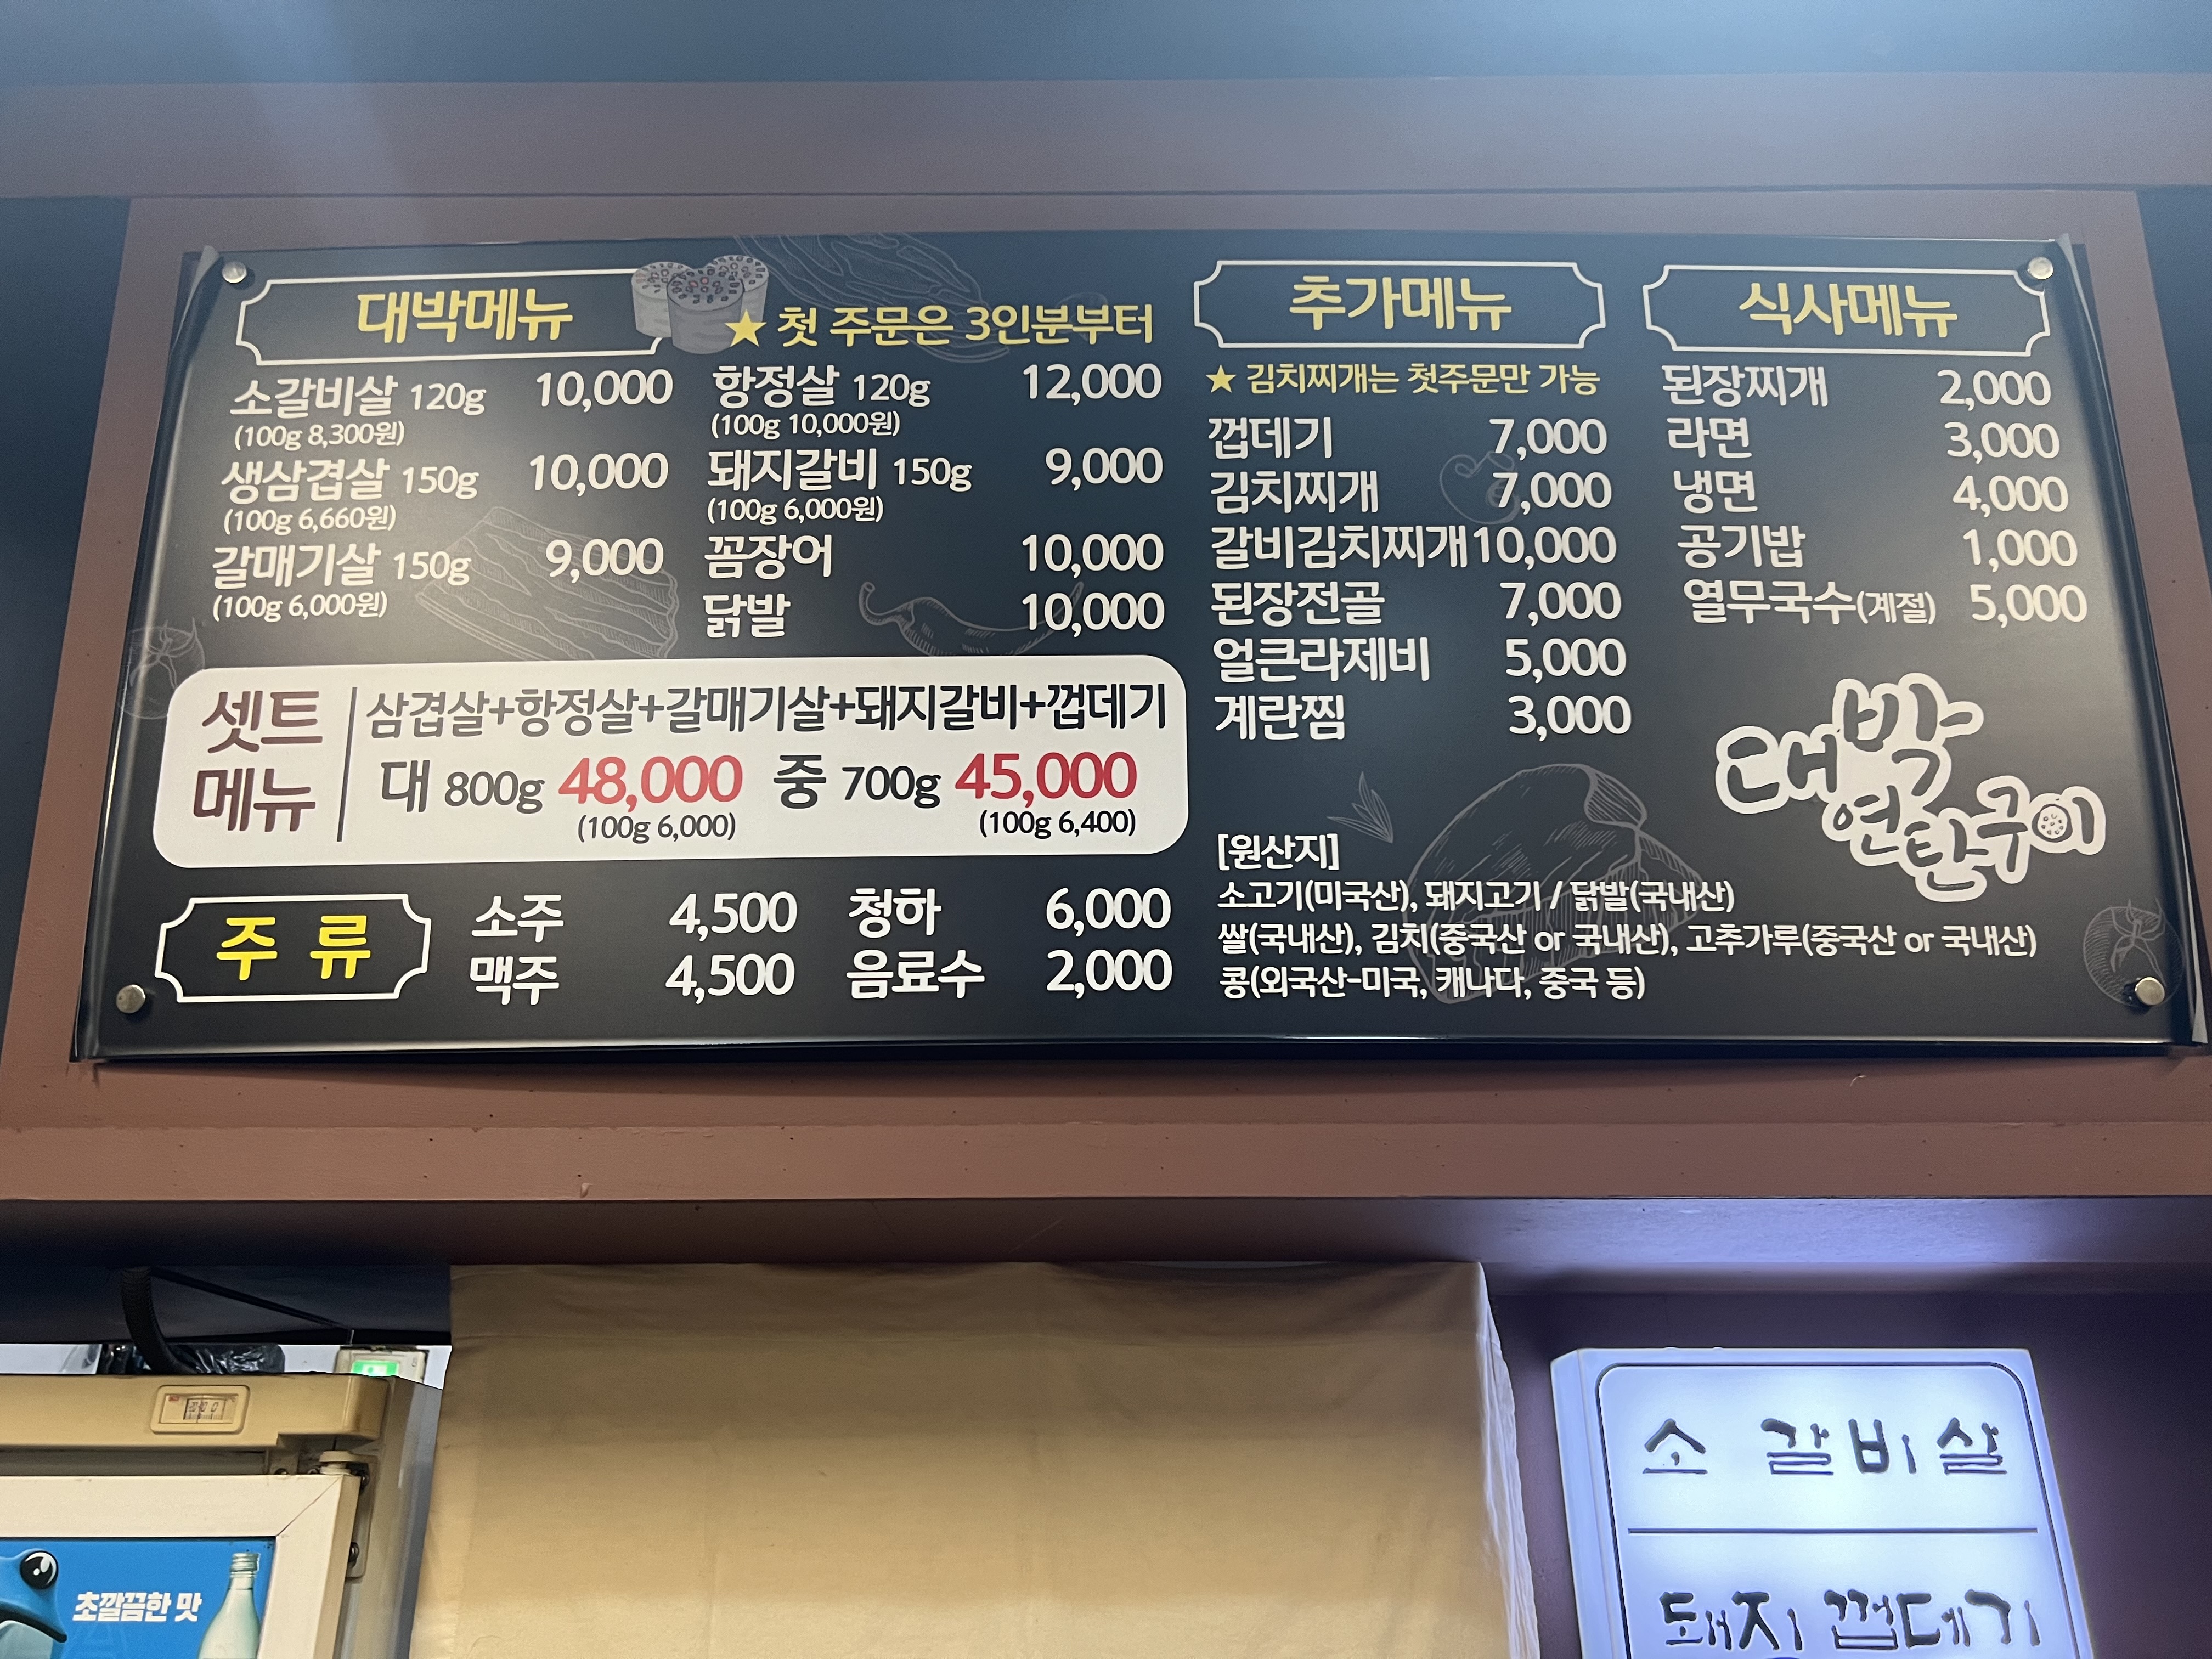 대박메뉴
★ 첫 주문은 3인분부터
소갈비살 120g 10,000
(100g 8,300원)
생삼겹살 150g 10,000
(100g 6,660원)
갈매기살 150g 9,000
(100g 6,000원)
항정살 120g 12,000
(100g 10,000원)
돼지갈비 150g 9,000
(100g 6,000원)
꼼장어 10,000
닭발 10,000
셋트
메뉴
삼겹살+항정살+갈매기살+돼지갈비+껍데기
대 800g 48,000 중 700g 45,000
(100g 6,000) (100g 6,400)
주 류
소주 4,500 청하 6,000
맥주 4,500 음료수 2,000
추가메뉴
★ 김치찌개는 첫주문만 가능
껍데기 7,000
김치찌개 7,000
갈비김치찌개 10,000
된장전골 7,000
얼큰라제비 5,000
계란찜 3,000
식사메뉴
된장찌개 2,000
라면 3,000
냉면 4,000
공기밥 1,000
열무국수(계절) 5,000
대박
연탄구이
[원산지]
소고기(미국산), 돼지고기 / 닭발(국내산)
쌀(국내산), 김치(중국산 or 국내산), 고추가루(중국산 or 국내산)
콩(외국산-미국, 캐나다, 중국 등)
초깔끔한 맛
소 갈비살
돼지 껍데기